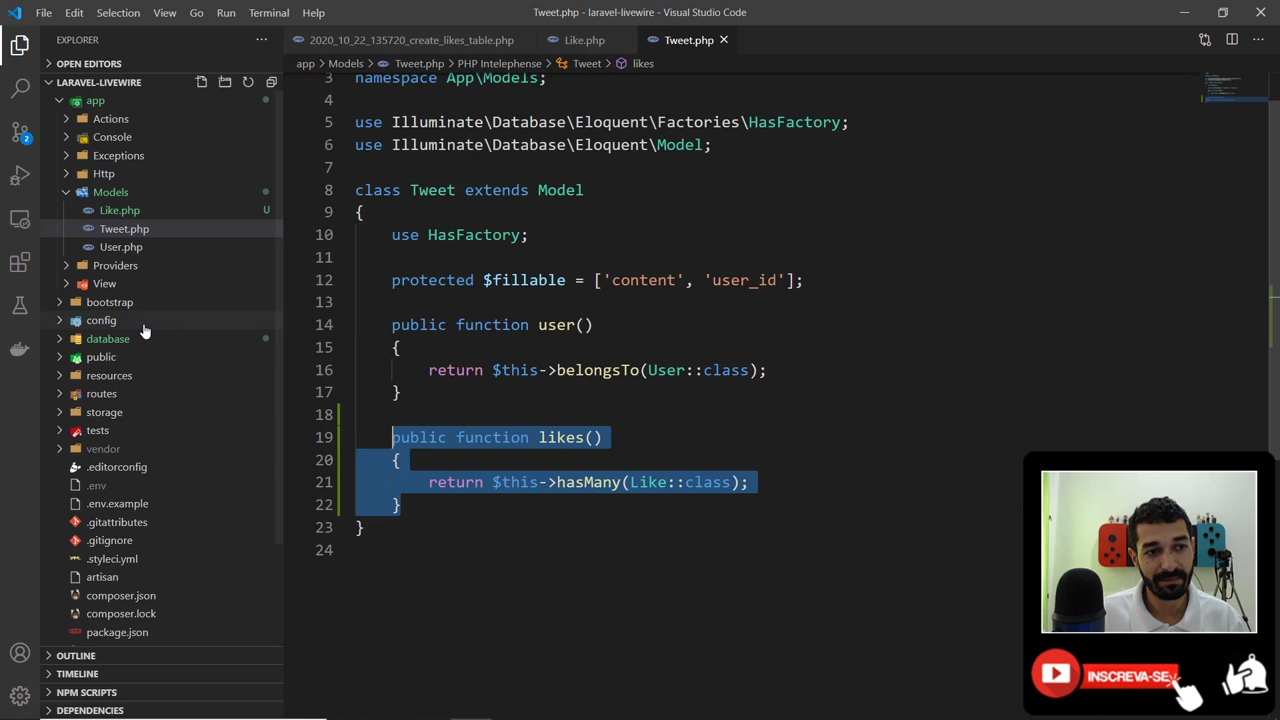 File Edit Selection View Go Run Terminal Help
Tweet.php - laravel-livewire - Visual Studio Code
EXPLORER
OPEN EDITORS
LARAVEL-LIVEWIRE
app
Actions
Console
Exceptions
Http
Models
Like.php U
Tweet.php
User.php
Providers
View
bootstrap
config
database
public
resources
routes
storage
tests
vendor
.editorconfig
.env
.env.example
.gitattributes
.gitignore
.styleci.yml
artisan
composer.json
composer.lock
package.json
OUTLINE
TIMELINE
NPM SCRIPTS
DEPENDENCIES
2
2020_10_22_135720_create_likes_table.php Like.php Tweet.php
app > Models > Tweet.php > PHP Intelephense > Tweet > likes
3 namespace App\Models;
4
5 use Illuminate\Database\Eloquent\Factories\HasFactory;
6 use Illuminate\Database\Eloquent\Model;
7
8 class Tweet extends Model
9 {
10 use HasFactory;
11
12 protected $fillable = ['content', 'user_id'];
13
14 public function user()
15 {
16 return $this->belongsTo(User::class);
17 }
18
19 public function likes()
20 {
21 return $this->hasMany(Like::class);
22 }
23 }
24
INSCREVA-SE